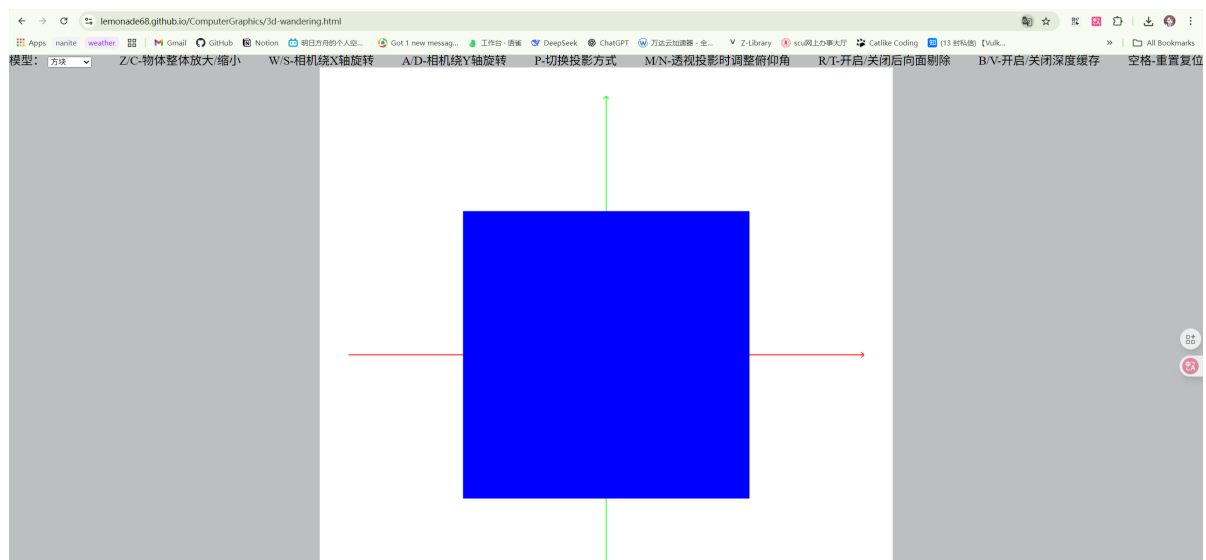 lemonade68.github.io/ComputerGraphics/3d-wandering.html
Apps nanite weather Gmail GitHub Notion 明日方舟的个人空... Got 1 new messag... 工作台 · 语雀 DeepSeek ChatGPT 万达云加速器 - 全... Z-Library scu网上办事大厅 Catlike Coding (13 封私信) 【Vulk... » All Bookmarks
模型： 方块 Z/C-物体整体放大/缩小 W/S-相机绕X轴旋转 A/D-相机绕Y轴旋转 P-切换投影方式 M/N-透视投影时调整俯仰角 R/T-开启/关闭后向面剔除 B/V-开启/关闭深度缓存 空格-重置复位